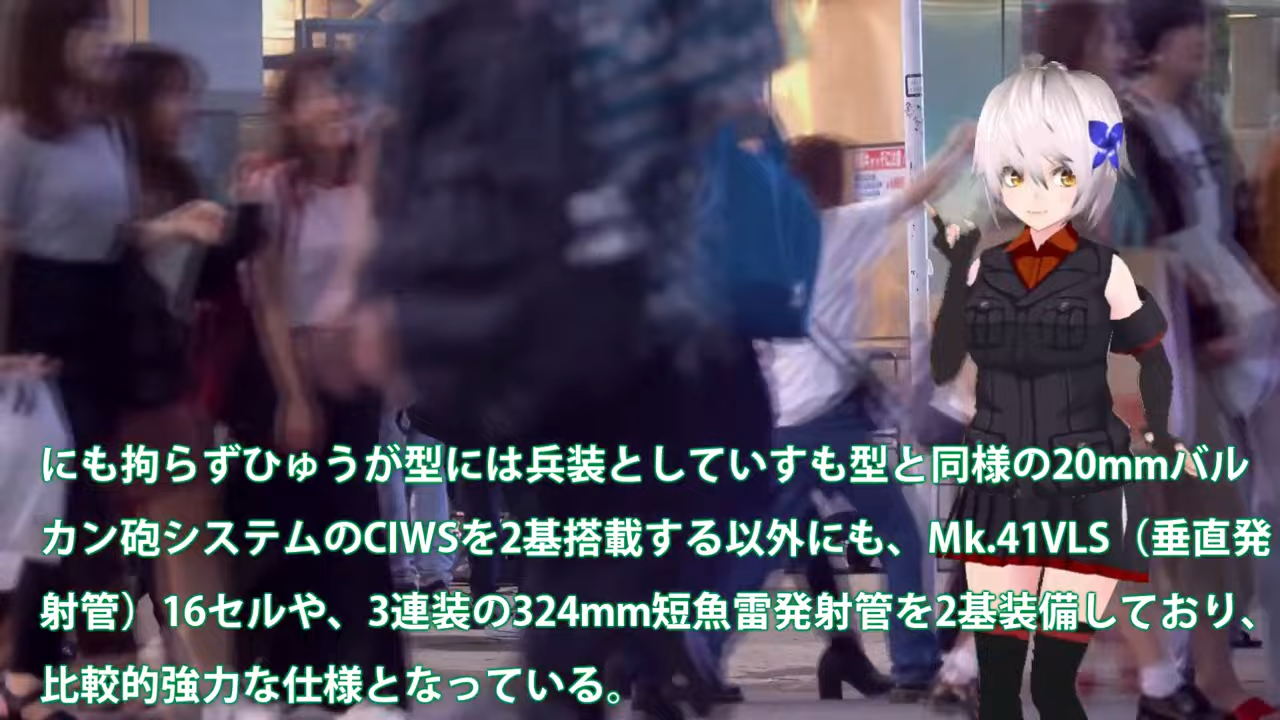 にも拘らずひゅうが型には兵装としていすも型と同様の20mmバル
カン砲システムのCIWSを2基搭載する以外にも、Mk.41VLS（垂直発
射管）16セルや、3連装の324mm短魚雷発射管を2基装備しており、
比較的強力な仕様となっている。